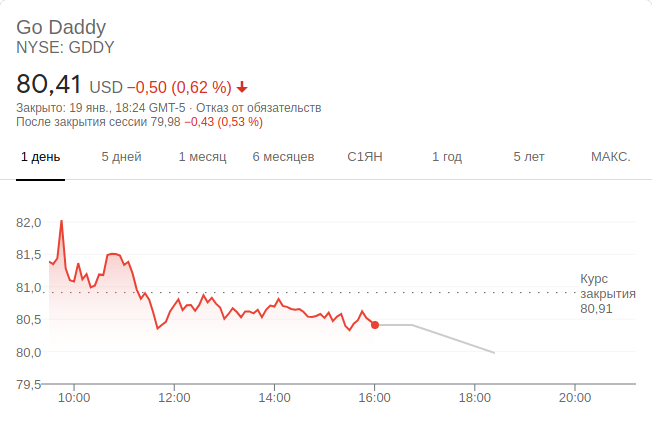 Go Daddy
NYSE: GDDY
80,41 USD −0,50 (0,62 %)
Закрыто: 19 янв., 18:24 GMT-5 · Отказ от обязательств
После закрытия сессии 79,98 −0,43 (0,53 %)
1 день 5 дней 1 месяц 6 месяцев С1ЯН 1 год 5 лет МАКС.
82,0
81,5
81,0
80,5
80,0
79,5
Курс
закрытия
80,91
10:00 12:00 14:00 16:00 18:00 20:00